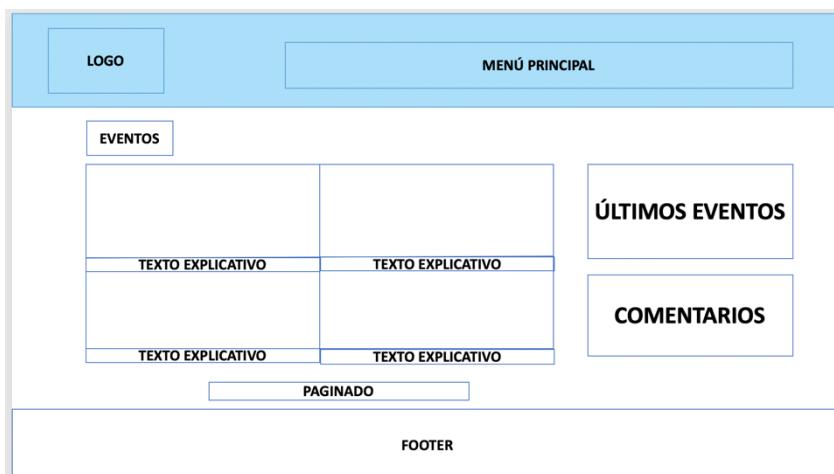 LOGO
MENÚ PRINCIPAL
EVENTOS
TEXTO EXPLICATIVO
TEXTO EXPLICATIVO
ÚLTIMOS EVENTOS
TEXTO EXPLICATIVO
TEXTO EXPLICATIVO
COMENTARIOS
PAGINADO
FOOTER